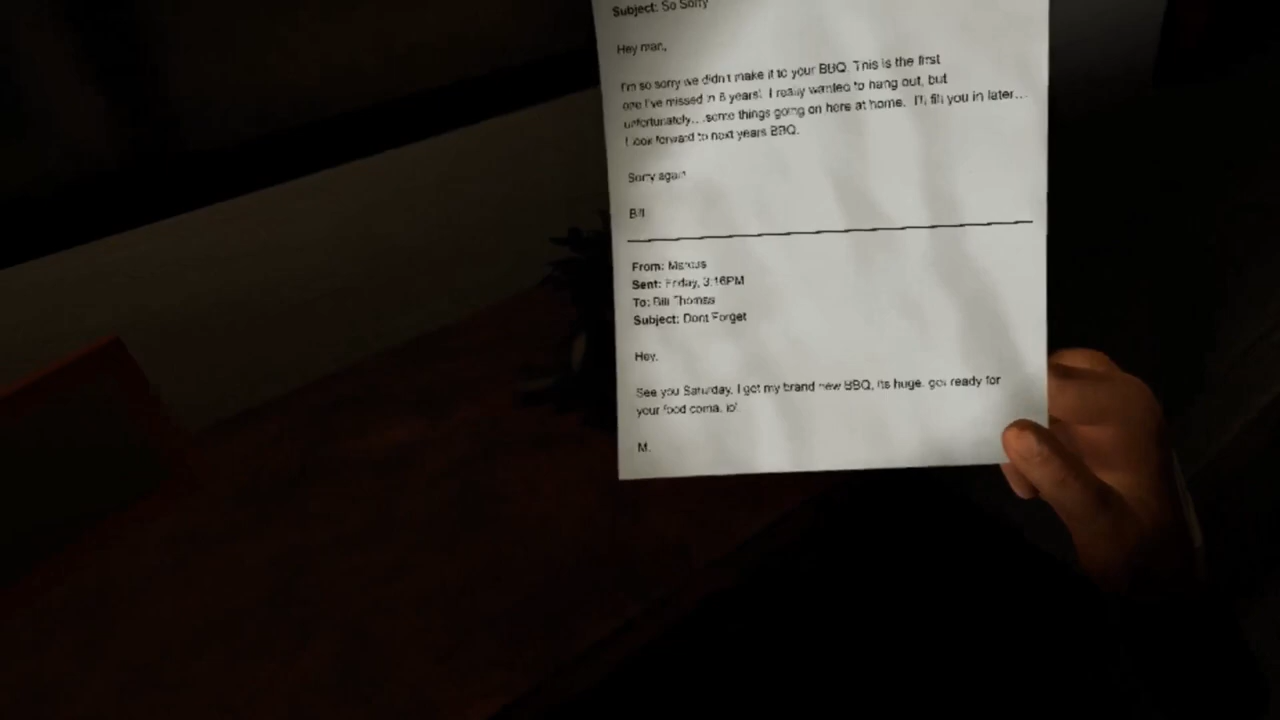 Subject: So Sorry
Hey man,
I'm so sorry we didn't make it to your BBQ. This is the first
one I've missed in 6 years! I really wanted to hang out, but
unfortunately... some things going on here at home. I'll fill you in later...
Look forward to next years BBQ.
Sorry again
Bill
From: Marcus
Sent: Friday, 3:16PM
To: Bill Thomas
Subject: Dont Forget
Hey,
See you Saturday, I got my brand new BBQ, its huge, get ready for
your food coma, lol
M.